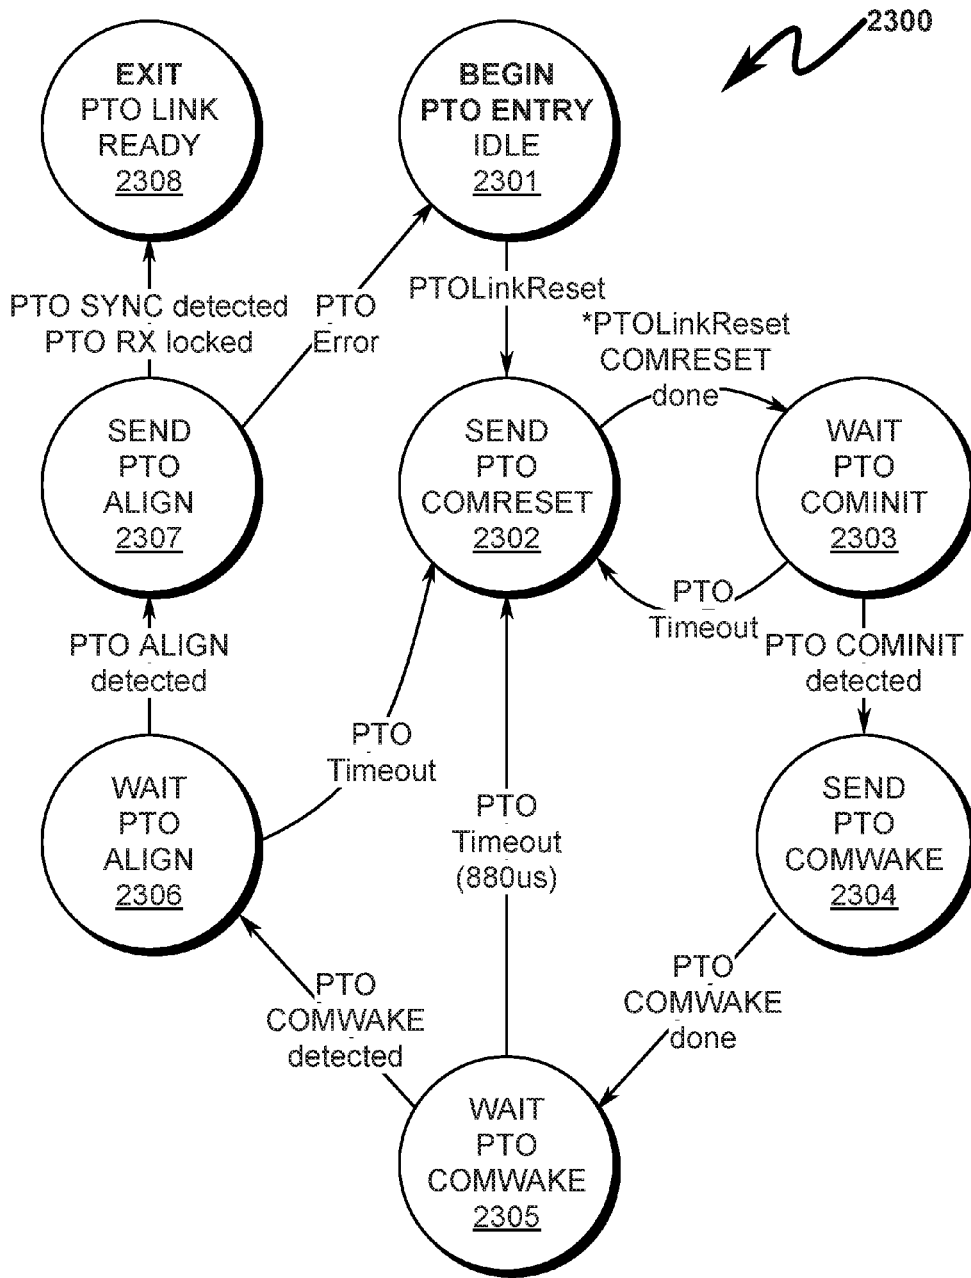 2300
EXIT
PTO LINK
READY
2308
BEGIN
PTO ENTRY
IDLE
2301
PTO SYNC detected
PTO RX locked
PTO
Error
PTOLinkReset
*PTOLinkReset
COMRESET
done
SEND
PTO
ALIGN
2307
SEND
PTO
COMRESET
2302
WAIT
PTO
COMINIT
2303
PTO
Timeout
PTO COMINIT
detected
PTO ALIGN
detected
PTO
Timeout
WAIT
PTO
ALIGN
2306
PTO
Timeout
(880us)
SEND
PTO
COMWAKE
2304
PTO
COMWAKE
detected
PTO
COMWAKE
done
WAIT
PTO
COMWAKE
2305